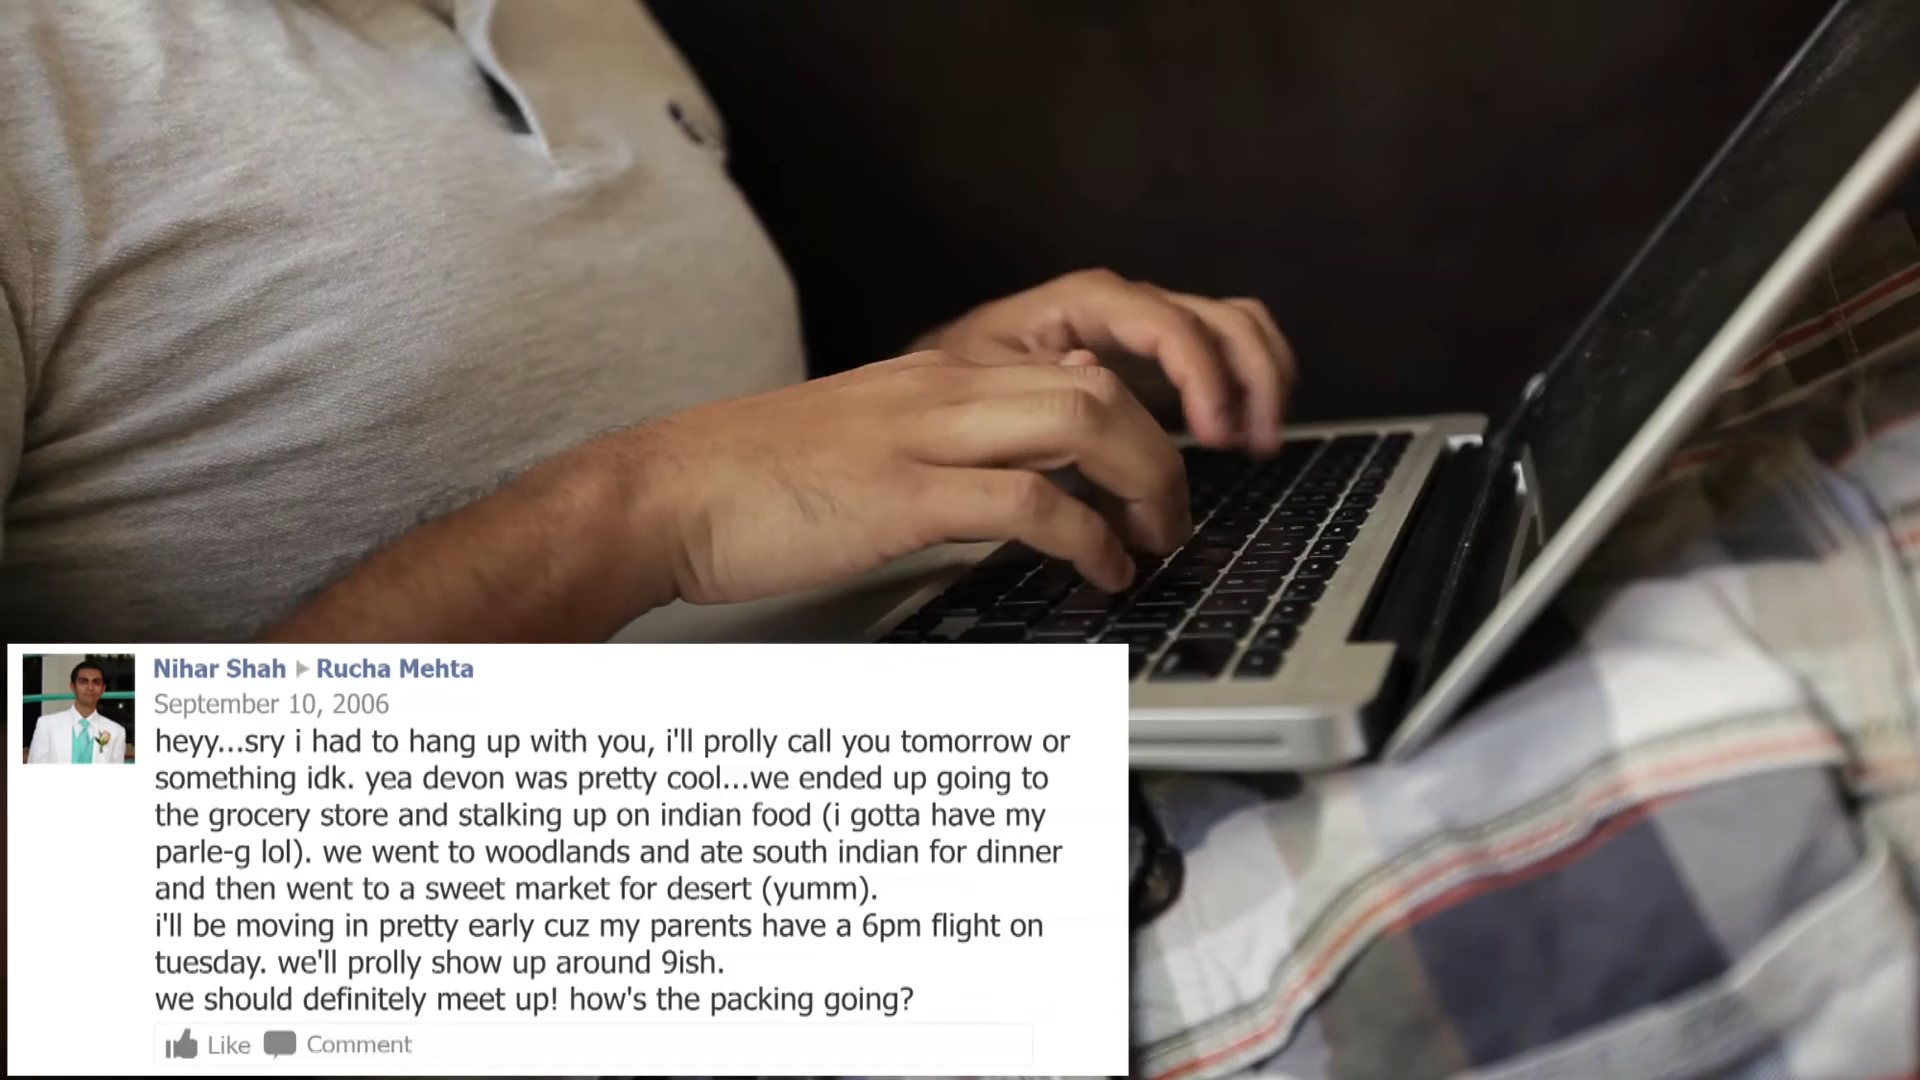 Nihar Shah ▸ Rucha Mehta
September 10, 2006
heyy...sry i had to hang up with you, i'll prolly call you tomorrow or
something idk. yea devon was pretty cool...we ended up going to
the grocery store and stalking up on indian food (i gotta have my
parle-g lol). we went to woodlands and ate south indian for dinner
and then went to a sweet market for desert (yumm).
i'll be moving in pretty early cuz my parents have a 6pm flight on
tuesday. we'll prolly show up around 9ish.
we should definitely meet up! how's the packing going?
Like Comment